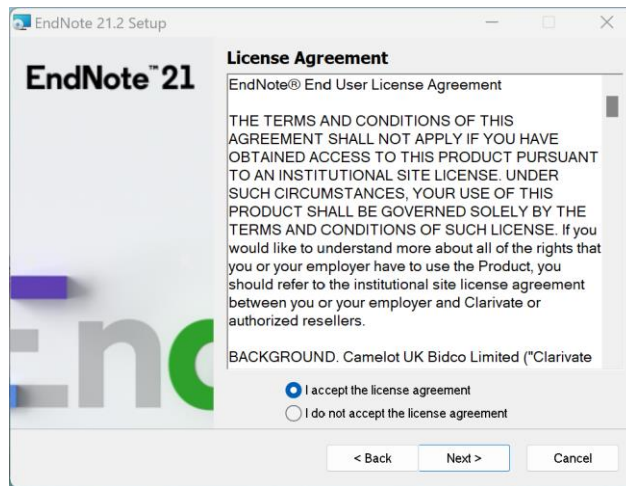 EndNote 21.2 Setup
EndNote™ 21
License Agreement
EndNote® End User License Agreement
THE TERMS AND CONDITIONS OF THIS
AGREEMENT SHALL NOT APPLY IF YOU HAVE
OBTAINED ACCESS TO THIS PRODUCT PURSUANT
TO AN INSTITUTIONAL SITE LICENSE. UNDER
SUCH CIRCUMSTANCES, YOUR USE OF THIS
PRODUCT SHALL BE GOVERNED SOLELY BY THE
TERMS AND CONDITIONS OF SUCH LICENSE. If you
would like to understand more about all of the rights that
you or your employer have to use the Product, you
should refer to the institutional site license agreement
between you or your employer and Clarivate or
authorized resellers.
BACKGROUND. Camelot UK Bidco Limited ("Clarivate
I accept the license agreement
I do not accept the license agreement
< Back Next > Cancel